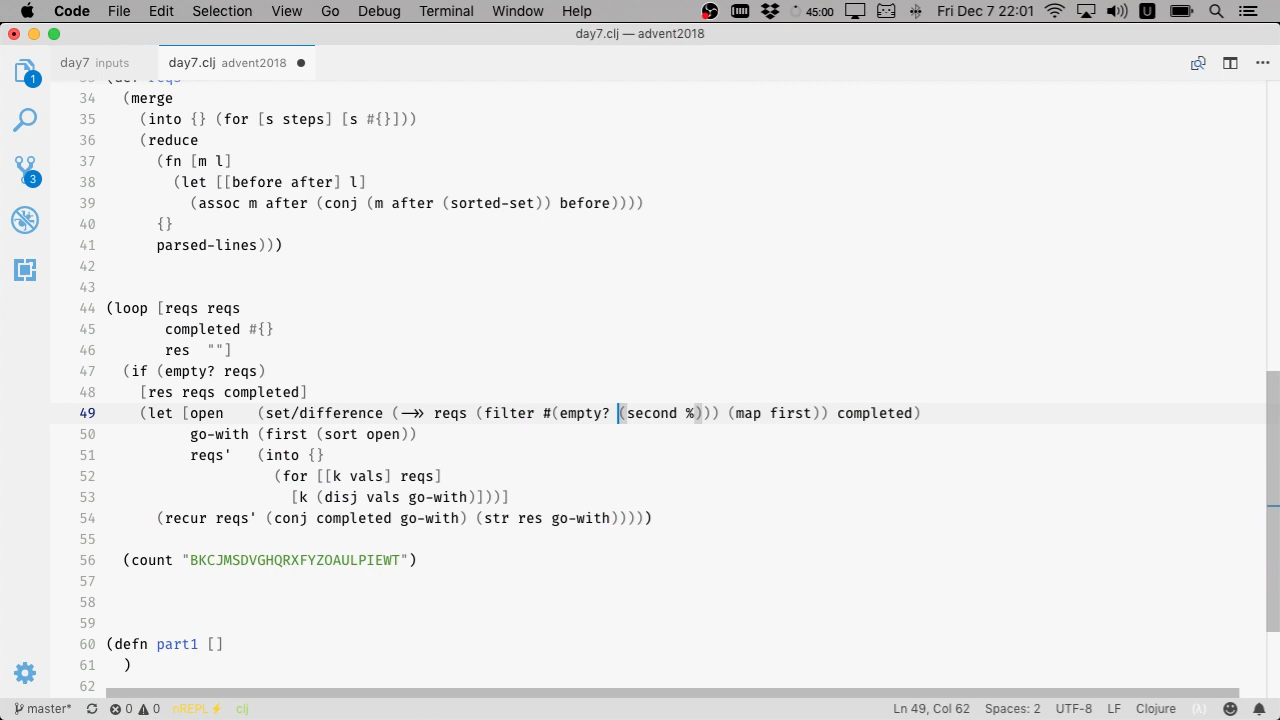 Code File Edit Selection View Go Debug Terminal Window Help 45:00 U Fri Dec 7 22:01
day7.clj — advent2018
day7 inputs day7.clj advent2018
1
3
34 (merge
35 (into {} (for [s steps] [s #{}]))
36 (reduce
37 (fn [m l]
38 (let [[before after] l]
39 (assoc m after (conj (m after (sorted-set)) before))))
40 {}
41 parsed-lines)))
42
43
44 (loop [reqs reqs
45 completed #{}
46 res ""]
47 (if (empty? reqs)
48 [res reqs completed]
49 (let [open (set/difference (->> reqs (filter #(empty? (second %))) (map first)) completed)
50 go-with (first (sort open))
51 reqs' (into {}
52 (for [[k vals] reqs]
53 [k (disj vals go-with)]))]
54 (recur reqs' (conj completed go-with) (str res go-with)))))
55
56 (count "BKCJMSDVGHQRXFYZOAULPIEWT")
57
58
59
60 (defn part1 []
61 )
62
master* 0 0 nREPL clj Ln 49, Col 62 Spaces: 2 UTF-8 LF Clojure (λ)